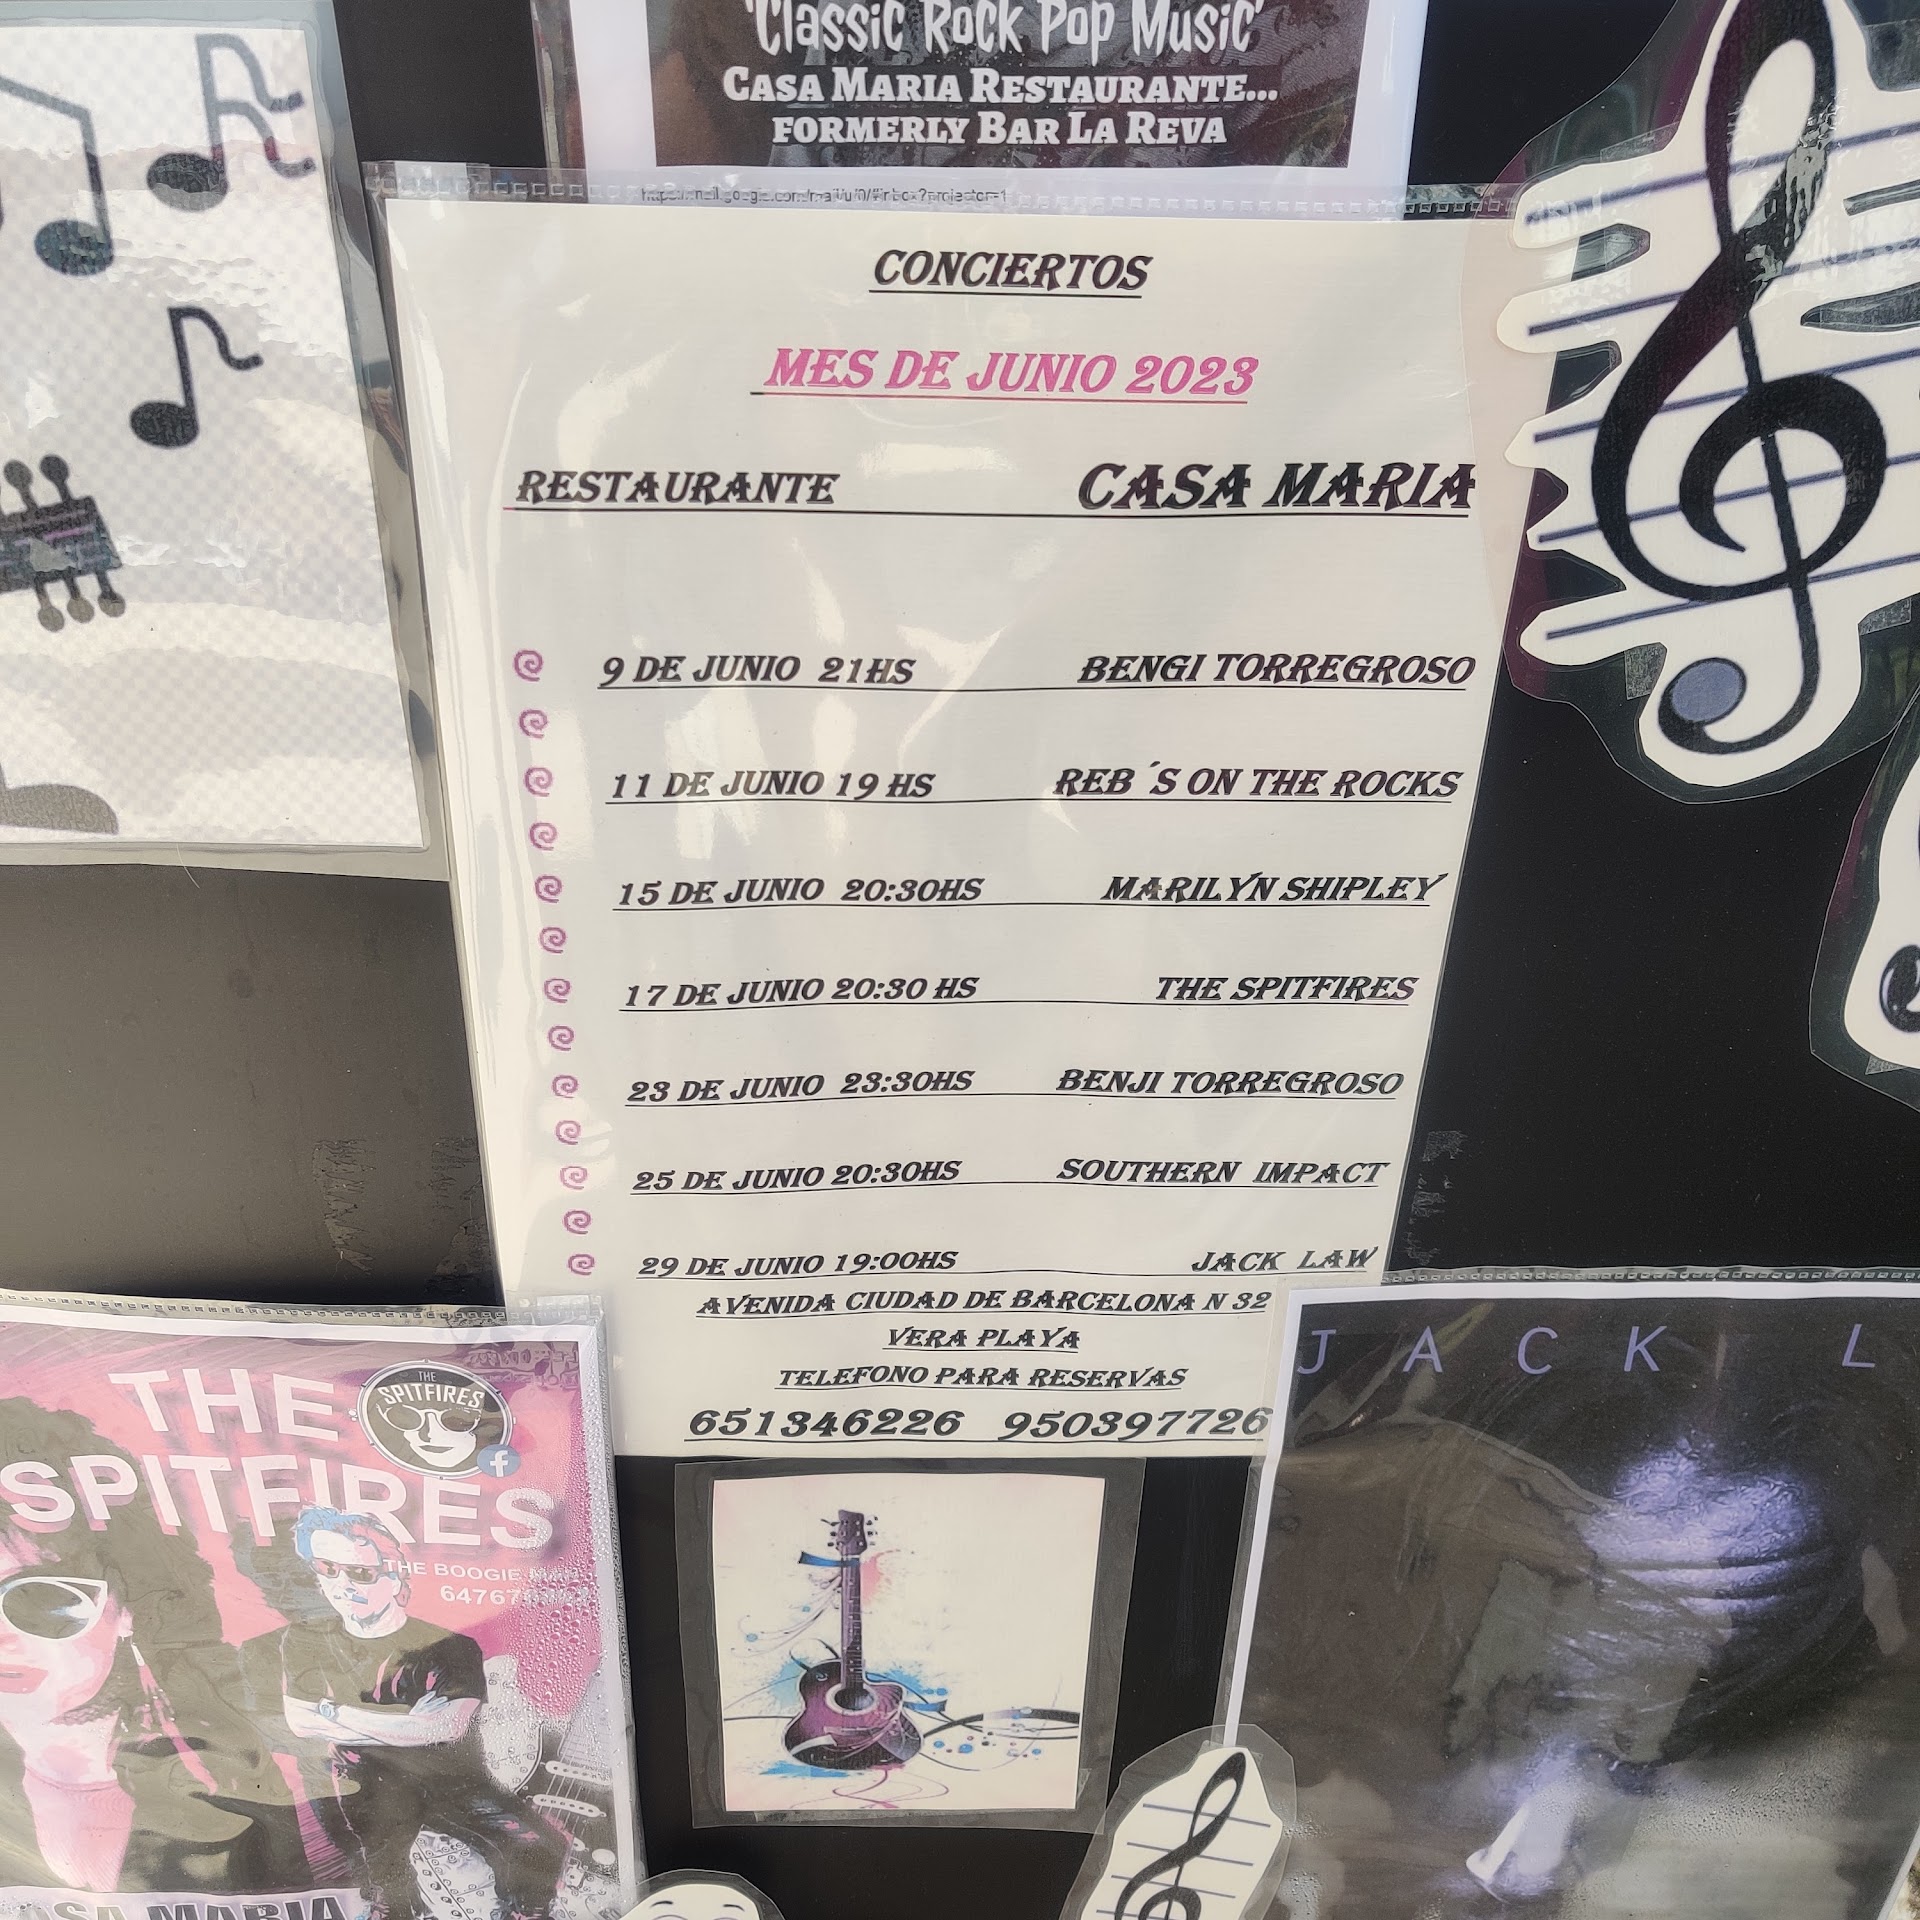 'Classic Rock Pop Music'
CASA MARIA RESTAURANTE...
FORMERLY BAR LA REVA
CONCIERTOS
MES DE JUNIO 2023
RESTAURANTE CASA MARIA
9 DE JUNIO 21HS BENGI TORREGROSO
11 DE JUNIO 19 HS REB´S ON THE ROCKS
15 DE JUNIO 20:30HS MARILYN SHIPLEY
17 DE JUNIO 20:30 HS THE SPITFIRES
23 DE JUNIO 23:30HS BENJI TORREGROSO
25 DE JUNIO 20:30HS SOUTHERN IMPACT
29 DE JUNIO 19:00HS JACK LAW
AVENIDA CIUDAD DE BARCELONA N 32
VERA PLAYA
TELEFONO PARA RESERVAS
651346226 950397726
THE
SPITFIRES
THE
SPITFIRES
f
THE BOOGIE
MARIA
JACK L